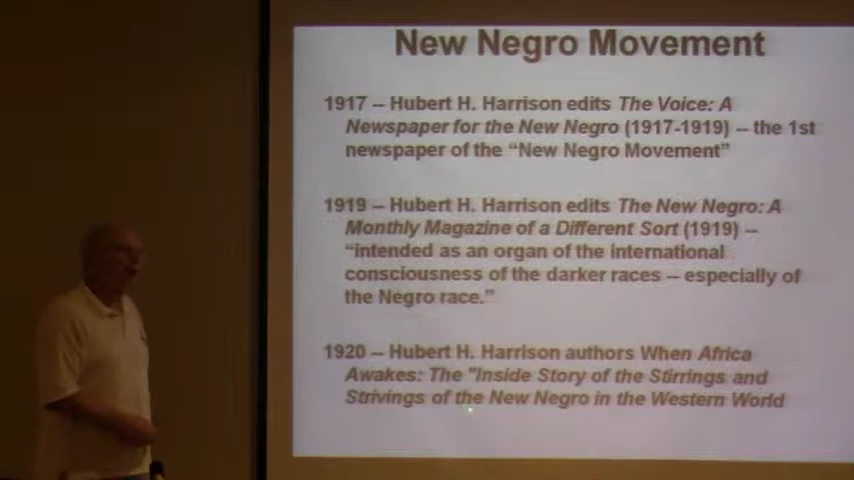 New Negro Movement
1917 – Hubert H. Harrison edits The Voice: A
Newspaper for the New Negro (1917-1919) – the 1st
newspaper of the “New Negro Movement”
1919 – Hubert H. Harrison edits The New Negro: A
Monthly Magazine of a Different Sort (1919) –
“intended as an organ of the international
consciousness of the darker races – especially of
the Negro race.”
1920 – Hubert H. Harrison authors When Africa
Awakes: The "Inside Story of the Stirrings and
Strivings of the New Negro in the Western World